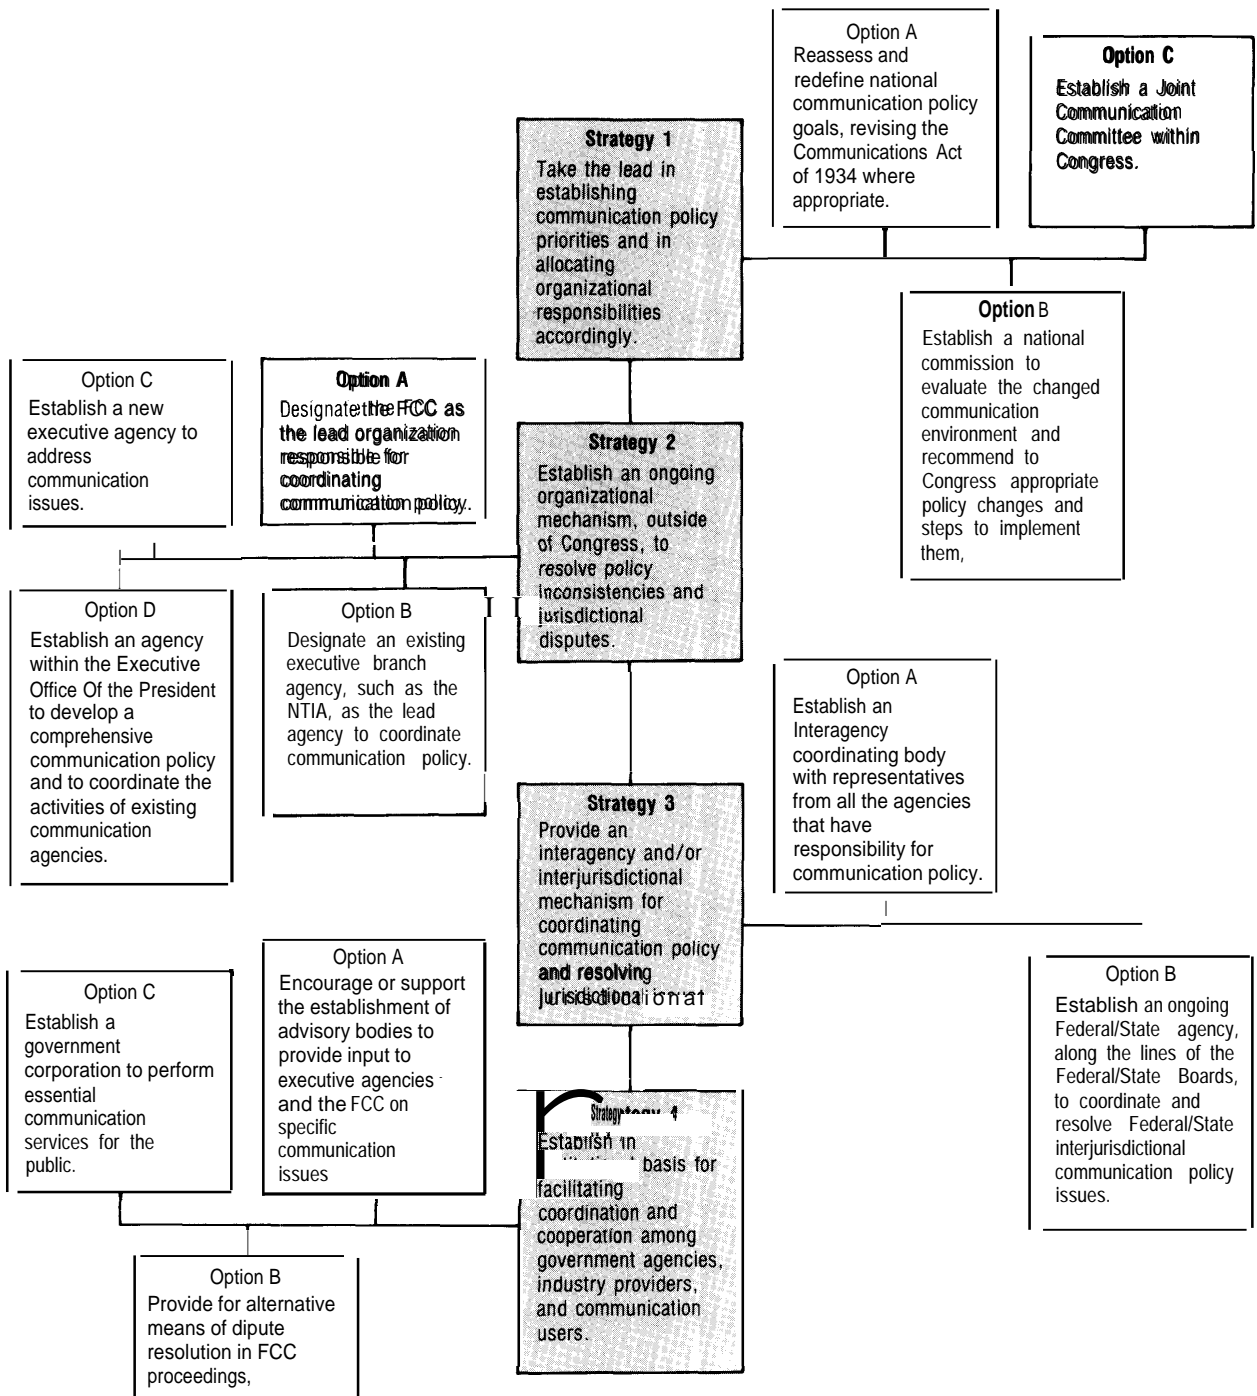 Option A
Reassess and
redefine national
communication policy
goals, revising the
Communications Act
of 1934 where
appropriate.
Option C
Establish a Joint
Communication
Committee within
Congress.
Strategy 1
Take the lead in
establishing
communication policy
priorities and in
allocating
organizational
responsibilities
accordingly.
Option B
Establish a national
commission to
evaluate the changed
communication
environment and
recommend to
Congress appropriate
policy changes and
steps to implement
them,
Option C
Establish a new
executive agency to
address
communication
issues.
Option A
Designate the FCC as
the lead organization
responsible for
coordinating
communication policy.
Strategy 2
Establish an ongoing
organizational
mechanism, outside
of Congress, to
resolve policy
inconsistencies and
jurisdictional
disputes.
Option D
Establish an agency
within the Executive
Office Of the President
to develop a
comprehensive
communication policy
and to coordinate the
activities of existing
communication
agencies.
Option B
Designate an existing
executive branch
agency, such as the
NTIA, as the lead
agency to coordinate
communication policy.
Option A
Establish an
Interagency
coordinating body
with representatives
from all the agencies
that have
responsibility for
communication policy.
Strategy 3
Provide an
interagency and/or
interjurisdictional
mechanism for
coordinating
communication policy
and resolving
jurisdictional
Option B
Establish an ongoing
Federal/State agency,
along the lines of the
Federal/State Boards,
to coordinate and
resolve Federal/State
interjurisdictional
communication policy
issues.
Option C
Establish a
government
corporation to perform
essential
communication
services for the
public.
Option A
Encourage or support
the establishment of
advisory bodies to
provide input to
executive agencies
and the FCC on
specific
communication
issues
Strategy
Establish
basis for
facilitating
coordination and
cooperation among
government agencies,
industry providers,
and communication
users.
Option B
Provide for alternative
means of dipute
resolution in FCC
proceedings,